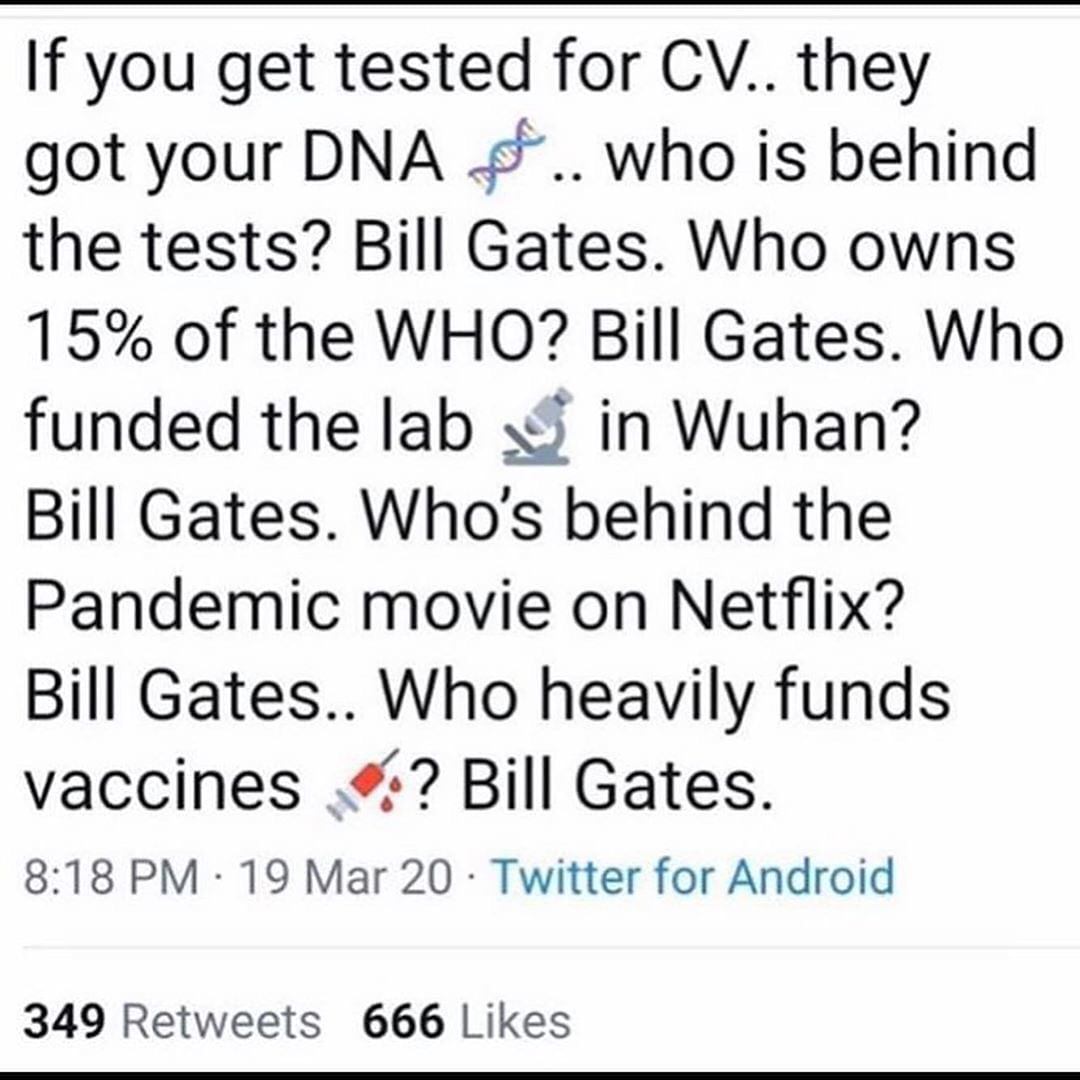 If you get tested for CV.. they
got your DNA 🧬.. who is behind
the tests? Bill Gates. Who owns
15% of the WHO? Bill Gates. Who
funded the lab 🔬 in Wuhan?
Bill Gates. Who’s behind the
Pandemic movie on Netflix?
Bill Gates.. Who heavily funds
vaccines 💉? Bill Gates.
8:18 PM · 19 Mar 20 · Twitter for Android
349 Retweets 666 Likes